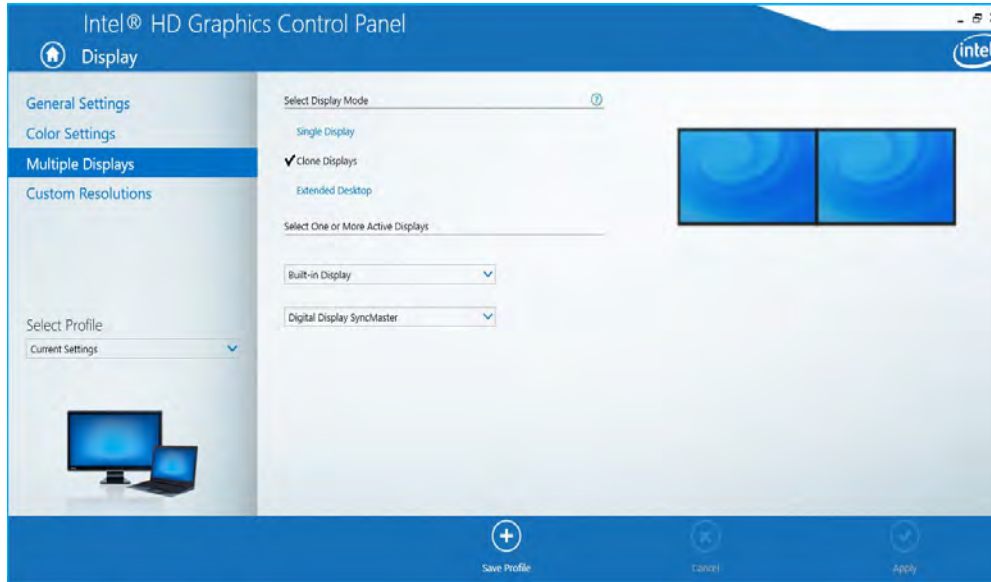 Intel® HD Graphics Control Panel
Display
General Settings
Color Settings
Multiple Displays
Custom Resolutions
Select Profile
Current Settings
Select Display Mode
Single Display
Clone Displays
Extended Desktop
Select One or More Active Displays
Built-in Display
Digital Display SyncMaster
Save Profile
Cancel
Apply